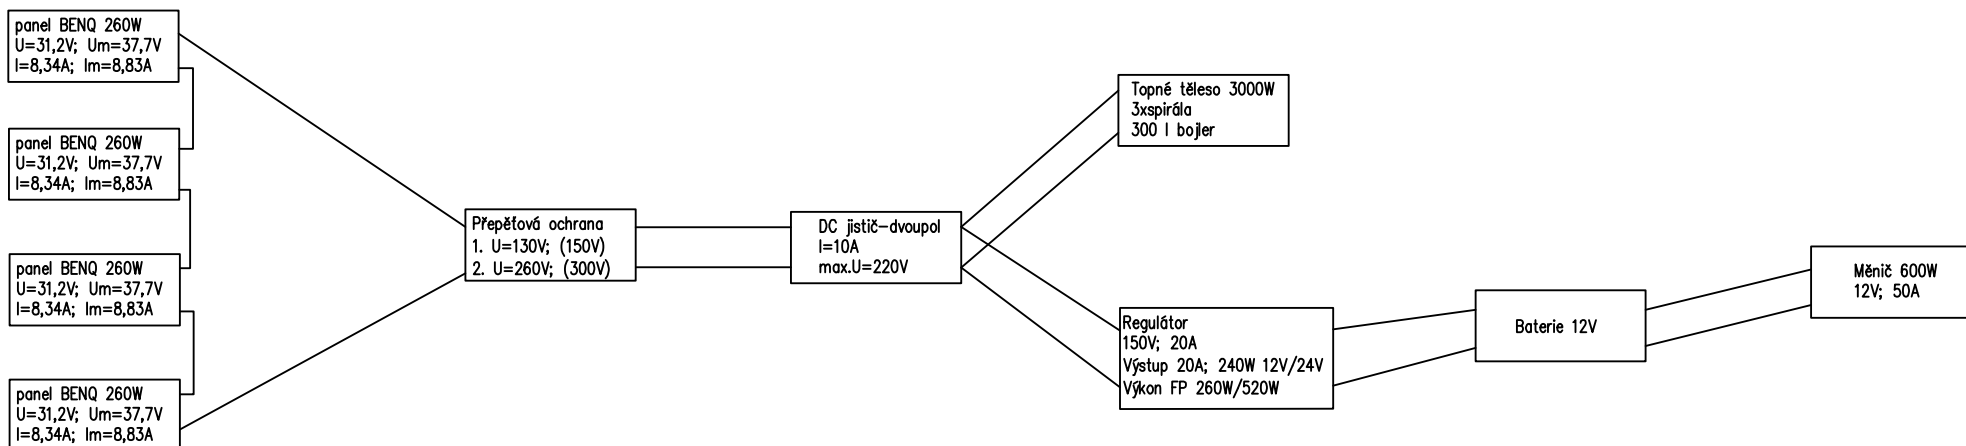 panel BENQ 260W
U=31,2V; Um=37,7V
I=8,34A; Im=8,83A
panel BENQ 260W
U=31,2V; Um=37,7V
I=8,34A; Im=8,83A
panel BENQ 260W
U=31,2V; Um=37,7V
I=8,34A; Im=8,83A
panel BENQ 260W
U=31,2V; Um=37,7V
I=8,34A; Im=8,83A
Přepěťová ochrana
1. U=130V; (150V)
2. U=260V; (300V)
DC jistič-dvoupol
I=10A
max.U=220V
Topné těleso 3000W
3xspirála
300 l bojler
Regulátor
150V; 20A
Výstup 20A; 240W 12V/24V
Výkon FP 260W/520W
Baterie 12V
Měnič 600W
12V; 50A